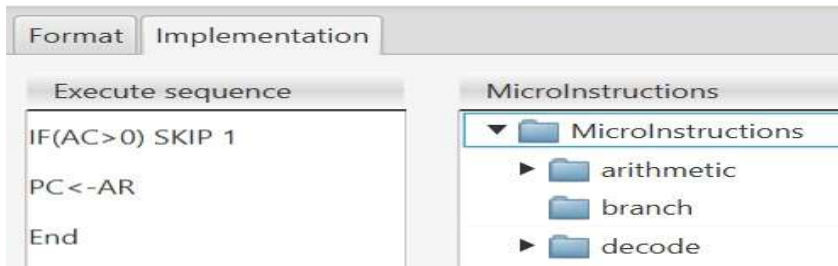 Format Implementation
Execute sequence
IF(AC>0) SKIP 1
PC<-AR
End
MicroInstructions
MicroInstructions
arithmetic
branch
decode